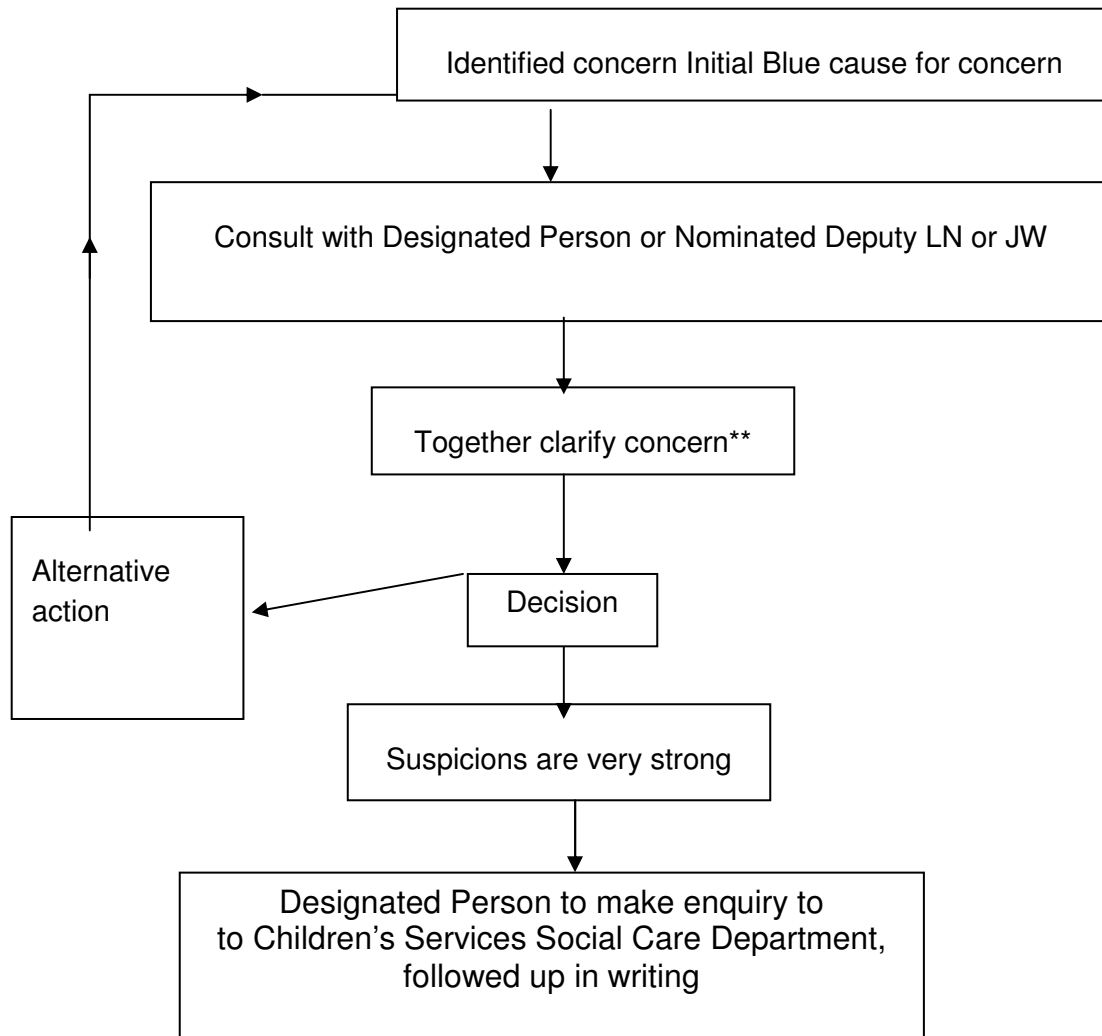 Identified concern Initial Blue cause for concern
Consult with Designated Person or Nominated Deputy LN or JW
Together clarify concern**
Alternative
action
Decision
Suspicions are very strong
Designated Person to make enquiry to
to Children's Services Social Care Department,
followed up in writing